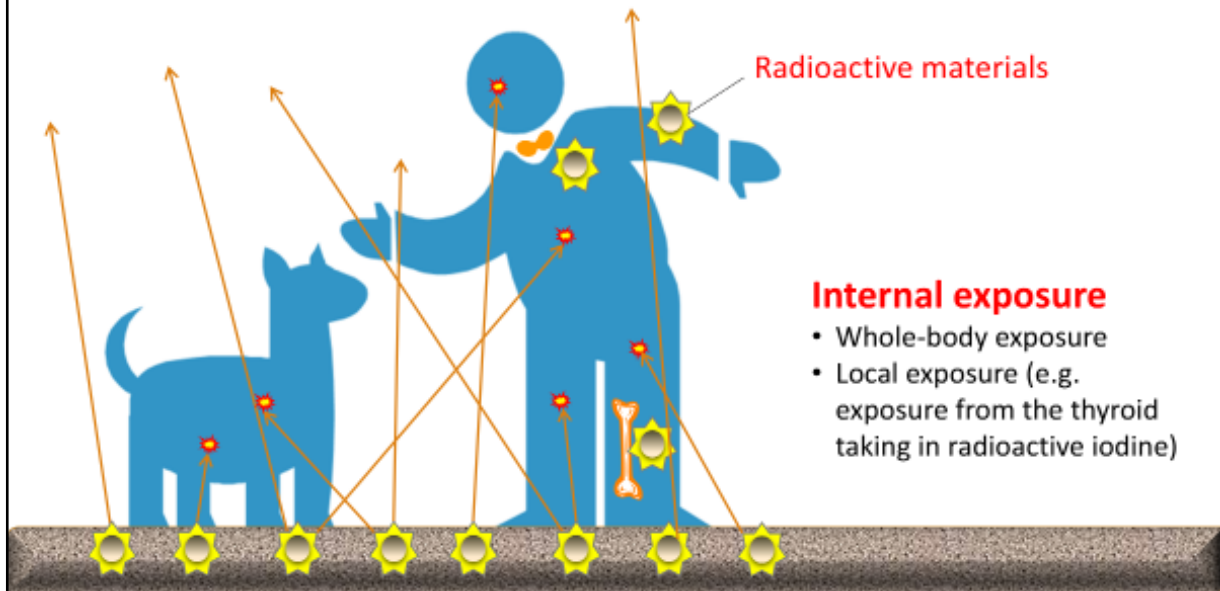 Radioactive materials
Internal exposure
• Whole-body exposure
• Local exposure (e.g.
exposure from the thyroid
taking in radioactive iodine)